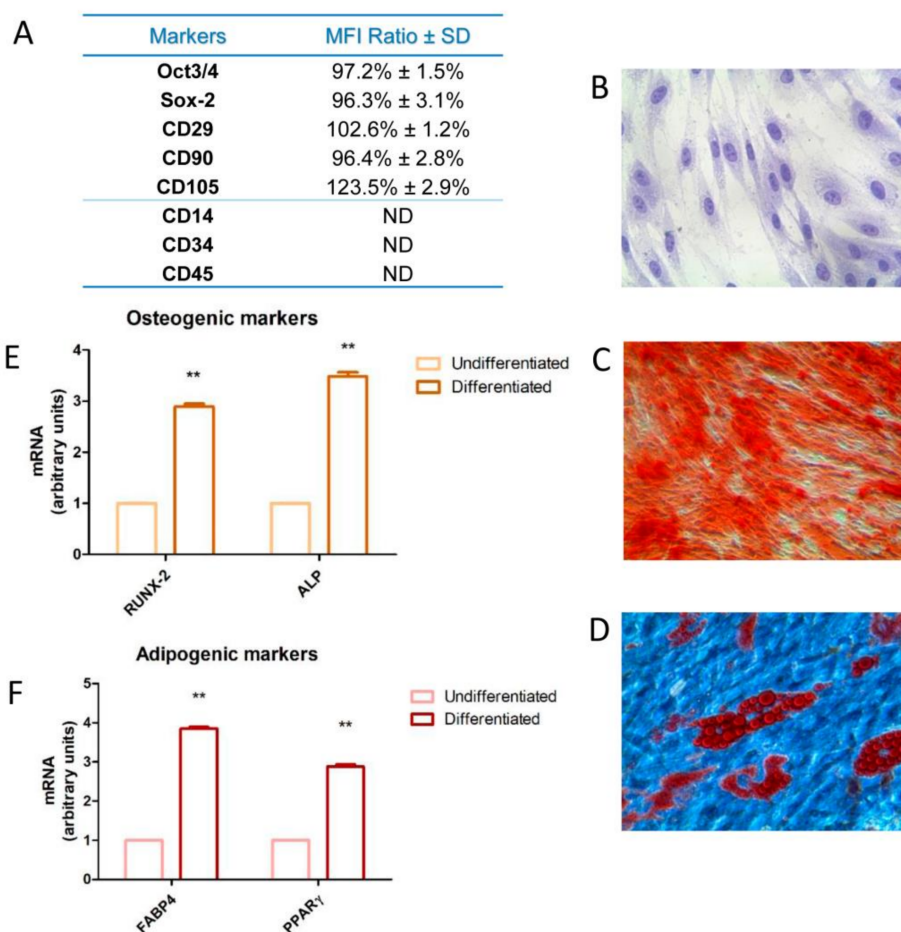 A
Markers MFI Ratio ± SD
Oct3/4 97.2% ± 1.5%
Sox-2 96.3% ± 3.1%
CD29 102.6% ± 1.2%
CD90 96.4% ± 2.8%
CD105 123.5% ± 2.9%
CD14 ND
CD34 ND
CD45 ND
B
C
D
E
Osteogenic markers
mRNA
(arbitrary units)
4
3
2
1
0
**
**
RUNX-2
ALP
Undifferentiated
Differentiated
F
Adipogenic markers
mRNA
(arbitrary units)
5
4
3
2
1
0
**
**
FABP4
PPARγ
Undifferentiated
Differentiated